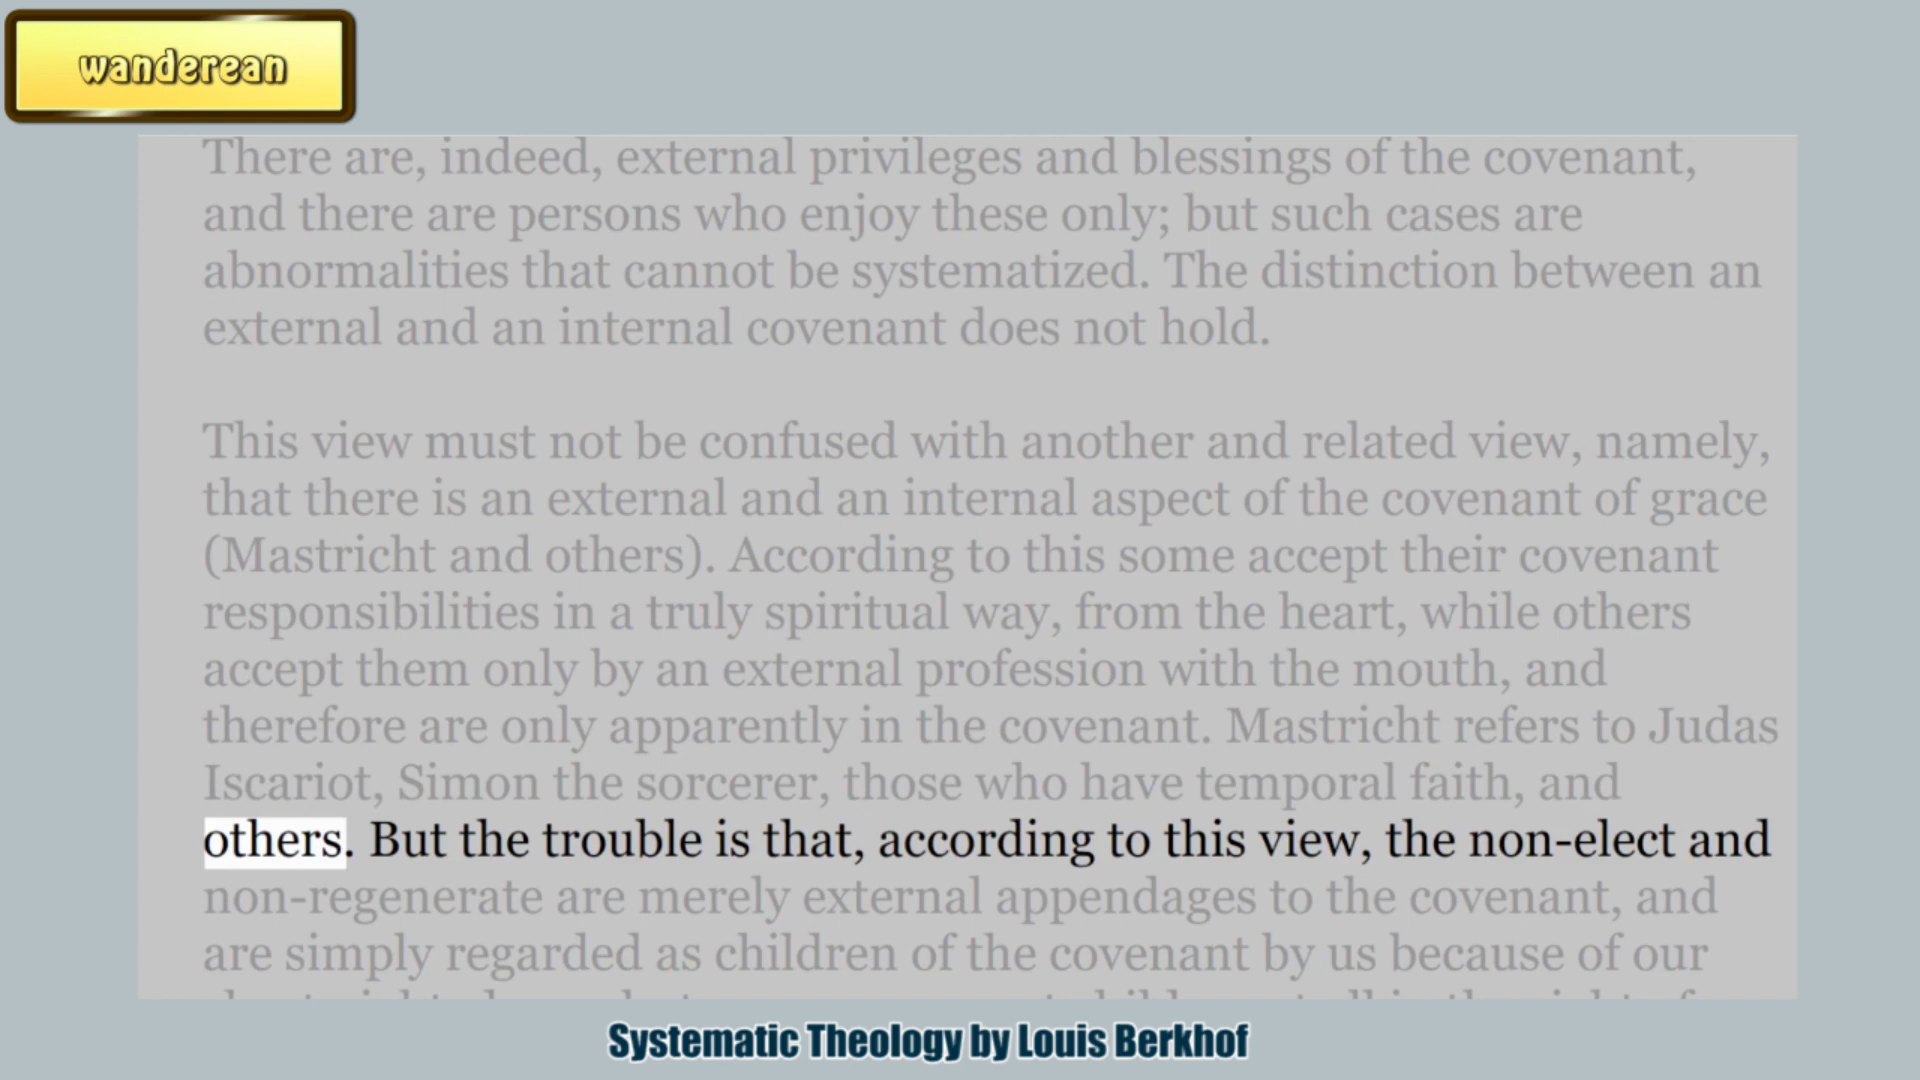 wanderean
There are, indeed, external privileges and blessings of the covenant,
and there are persons who enjoy these only; but such cases are
abnormalities that cannot be systematized. The distinction between an
external and an internal covenant does not hold.
This view must not be confused with another and related view, namely,
that there is an external and an internal aspect of the covenant of grace
(Mastricht and others). According to this some accept their covenant
responsibilities in a truly spiritual way, from the heart, while others
accept them only by an external profession with the mouth, and
therefore are only apparently in the covenant. Mastricht refers to Judas
Iscariot, Simon the sorcerer, those who have temporal faith, and
others. But the trouble is that, according to this view, the non-elect and
non-regenerate are merely external appendages to the covenant, and
are simply regarded as children of the covenant by us because of our
Systematic Theology by Louis Berkhof